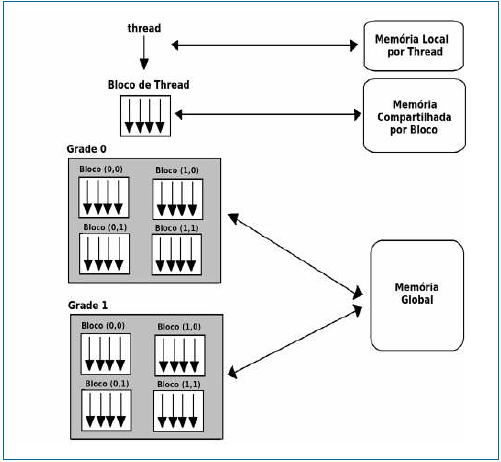 thread
Memória Local
por Thread
Bloco de Thread
Memória
Compartilhada
por Bloco
Grade 0
Bloco (0,0)
Bloco (1,0)
Bloco (0,1)
Bloco (1,1)
Memória
Global
Grade 1
Bloco (0,0)
Bloco (1,0)
Bloco (0,1)
Bloco (1,1)